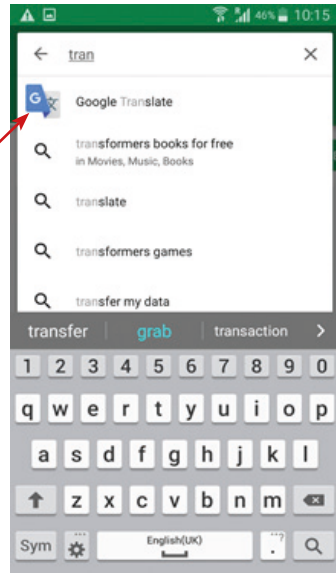 46% 10:15
tran
Google Translate
transformers books for free
in Movies, Music, Books
translate
transformers games
transfer my data
transfer grab transaction >
1 2 3 4 5 6 7 8 9 0
q w e r t y u i o p
a s d f g h j k l
z x c v b n m
Sym English(UK) . ...?